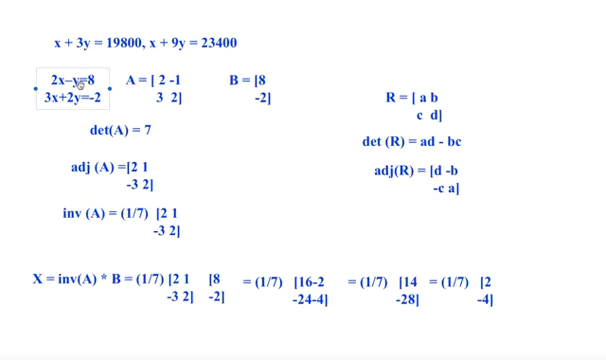 x + 3y = 19800, x + 9y = 23400
2x–y=8 A = [ 2 -1 B = [8
3x+2y=-2 3 2] -2]
R = [ a b
c d]
det(A) = 7
det (R) = ad - bc
adj (A) =[2 1 adj(R) = [d -b
-3 2] -c a]
inv (A) = (1/7) [2 1
-3 2]
X = inv(A) * B = (1/7) [2 1 [8 = (1/7) [16-2 = (1/7) [14 = (1/7) [2
-3 2] -2] -24-4] -28] -4]